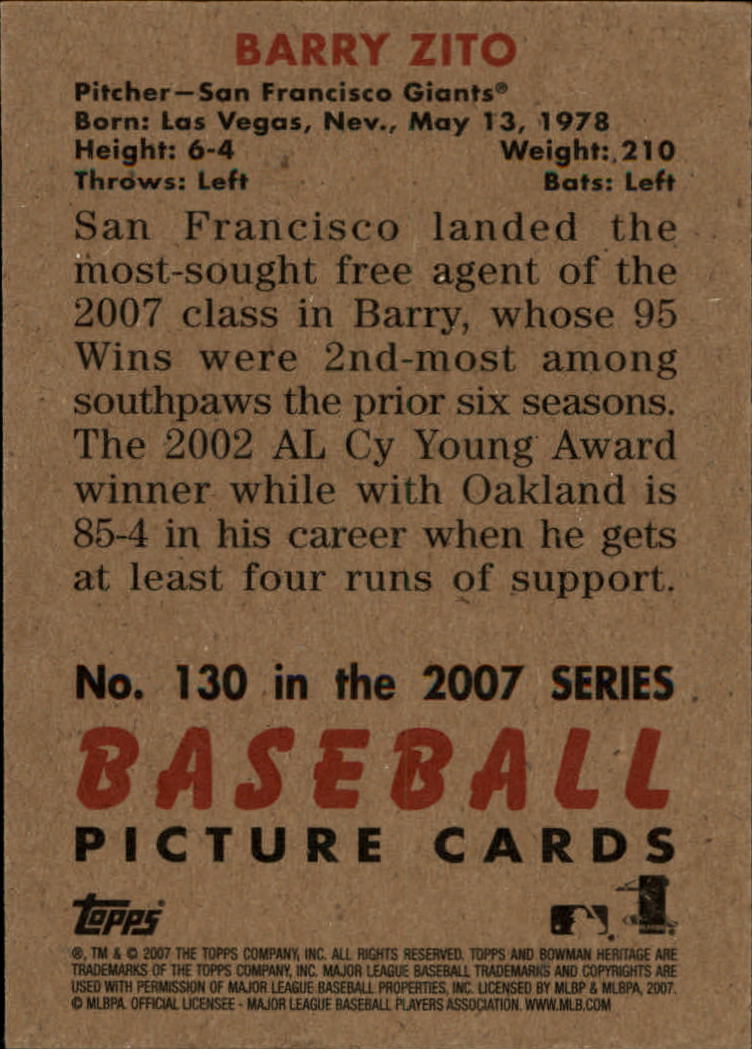 BARRY ZITO
Pitcher—San Francisco Giants®
Born: Las Vegas, Nev., May 13, 1978
Height: 6-4 Weight: 210
Throws: Left Bats: Left
San Francisco landed the
most-sought free agent of the
2007 class in Barry, whose 95
Wins were 2nd-most among
southpaws the prior six seasons.
The 2002 AL Cy Young Award
winner while with Oakland is
85-4 in his career when he gets
at least four runs of support.
No. 130 in the 2007 SERIES
BASEBALL
PICTURE CARDS
Topps
®, TM & © 2007 THE TOPPS COMPANY, INC. ALL RIGHTS RESERVED. TOPPS AND BOWMAN HERITAGE ARE
TRADEMARKS OF THE TOPPS COMPANY, INC. MAJOR LEAGUE BASEBALL TRADEMARKS AND COPYRIGHTS ARE
USED WITH PERMISSION OF MAJOR LEAGUE BASEBALL PROPERTIES, INC. LICENSED BY MLBP & MLBPA, 2007.
© MLBPA. OFFICIAL LICENSEE - MAJOR LEAGUE BASEBALL PLAYERS ASSOCIATION. WWW.MLB.COM